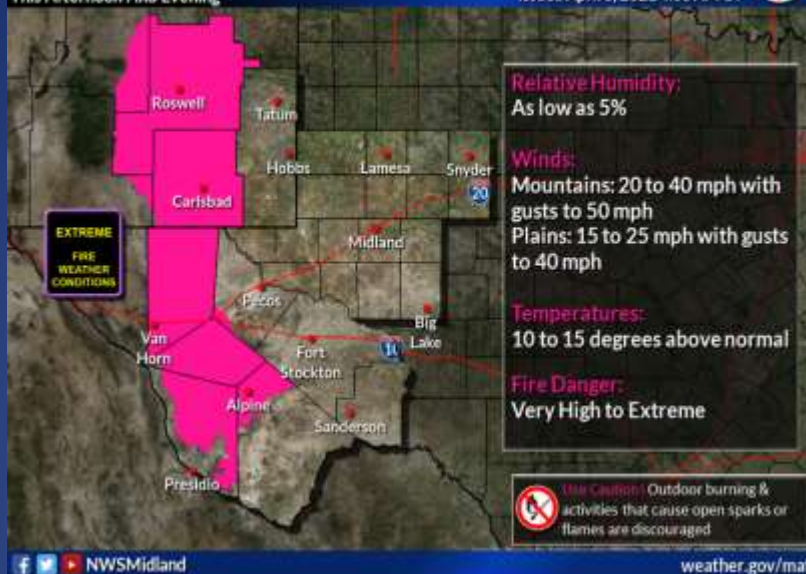 This Afternoon And Evening
Roswell
Tatum
Hobbs
Lamesa
Snyder
20
Carlsbad
Midland
EXTREME
FIRE
WEATHER
CONDITIONS
Pecos
Big
Lake
Van
Horn
Fort
Stockton
10
Alpine
Sanderson
Presidio
Relative Humidity:
As low as 5%
Winds:
Mountains: 20 to 40 mph with
gusts to 50 mph
Plains: 15 to 25 mph with gusts
to 40 mph
Temperatures:
10 to 15 degrees above normal
Fire Danger:
Very High to Extreme
Use Caution! Outdoor burning &
activities that cause open sparks or
flames are discouraged
NWSMidland
weather.gov/ma